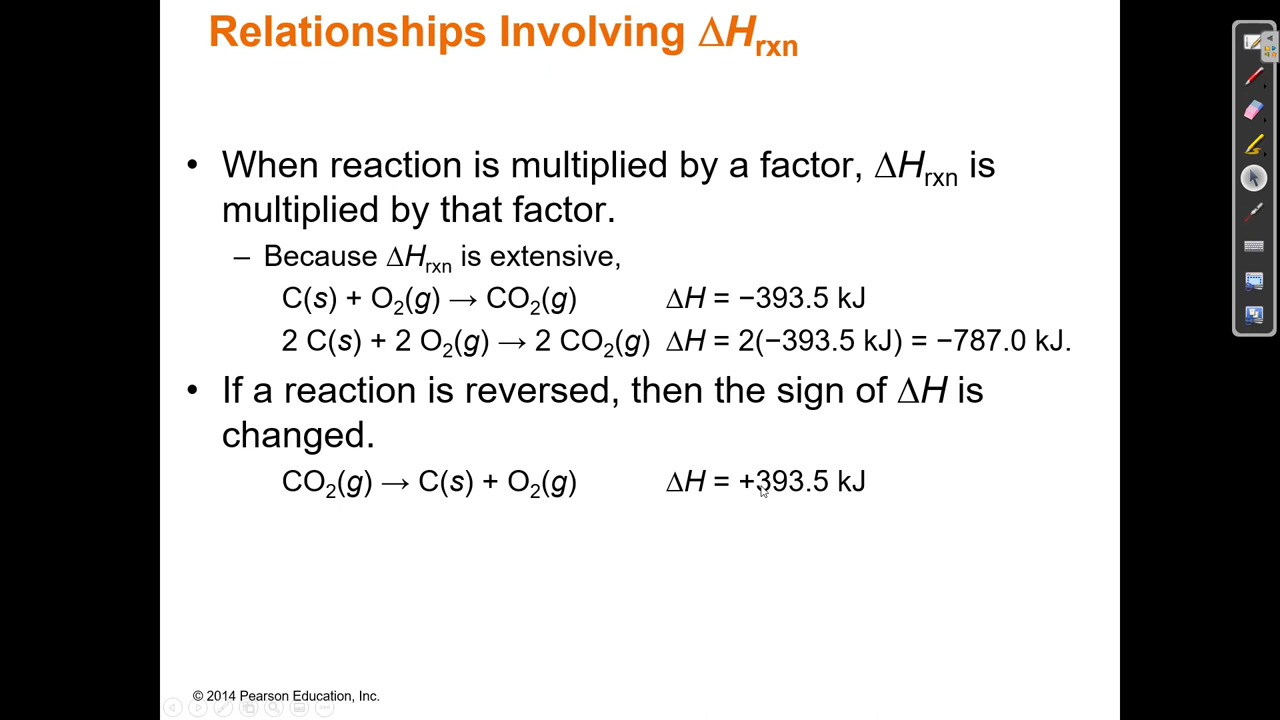 Relationships Involving ΔHrxn
• When reaction is multiplied by a factor, ΔHrxn is
multiplied by that factor.
– Because ΔHrxn is extensive,
C(s) + O2(g) → CO2(g) ΔH = −393.5 kJ
2 C(s) + 2 O2(g) → 2 CO2(g) ΔH = 2(−393.5 kJ) = −787.0 kJ.
• If a reaction is reversed, then the sign of ΔH is
changed.
CO2(g) → C(s) + O2(g) ΔH = +393.5 kJ
© 2014 Pearson Education, Inc.